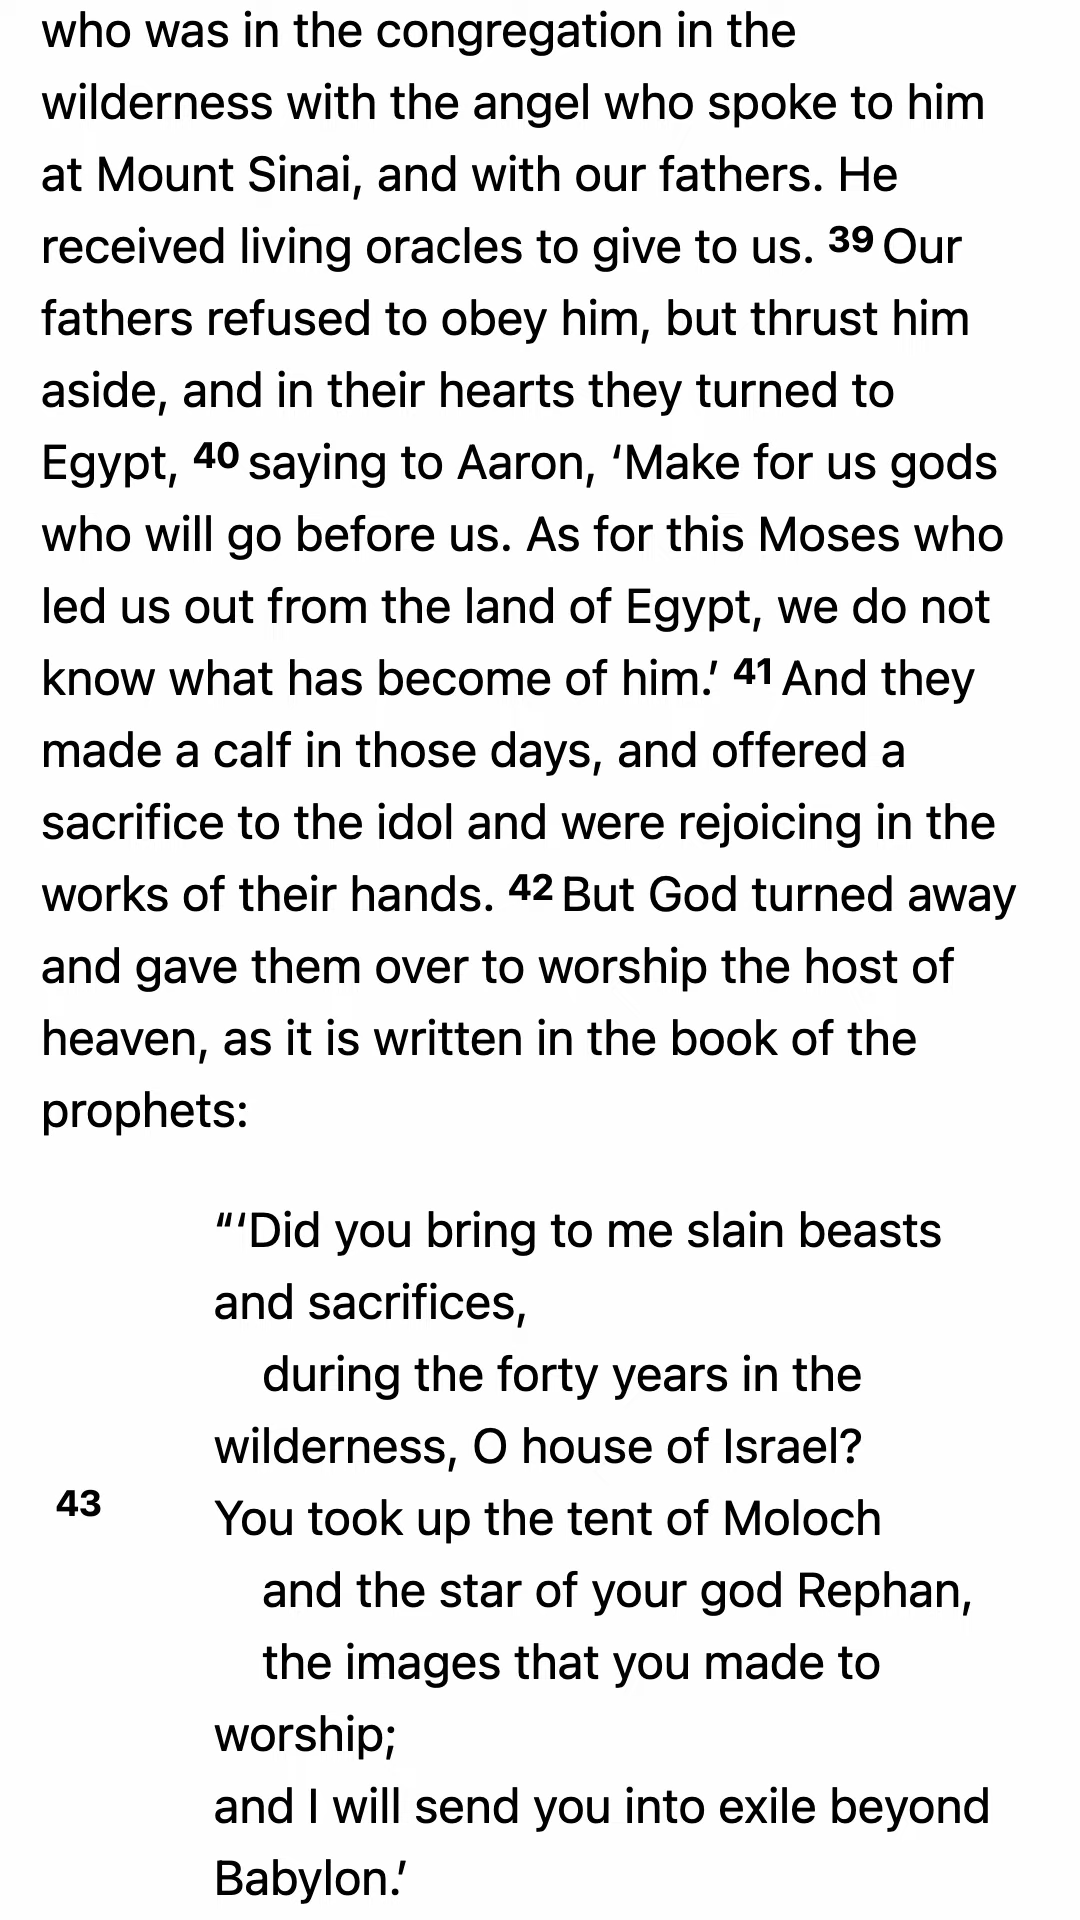 who was in the congregation in the
wilderness with the angel who spoke to him
at Mount Sinai, and with our fathers. He
received living oracles to give to us. 39 Our
fathers refused to obey him, but thrust him
aside, and in their hearts they turned to
Egypt, 40 saying to Aaron, ‘Make for us gods
who will go before us. As for this Moses who
led us out from the land of Egypt, we do not
know what has become of him.’ 41 And they
made a calf in those days, and offered a
sacrifice to the idol and were rejoicing in the
works of their hands. 42 But God turned away
and gave them over to worship the host of
heaven, as it is written in the book of the
prophets:
“‘Did you bring to me slain beasts
and sacrifices,
during the forty years in the
wilderness, O house of Israel?
43 You took up the tent of Moloch
and the star of your god Rephan,
the images that you made to
worship;
and I will send you into exile beyond
Babylon.’